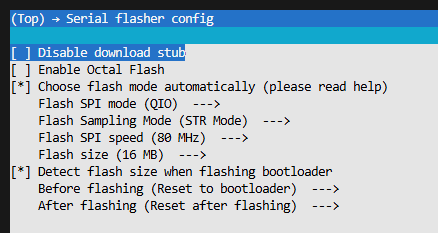 (Top) → Serial flasher config
[ ] Disable download stub
[ ] Enable Octal Flash
[*] Choose flash mode automatically (please read help)
    Flash SPI mode (QIO)  --->
    Flash Sampling Mode (STR Mode)  --->
    Flash SPI speed (80 MHz)  --->
    Flash size (16 MB)  --->
[*] Detect flash size when flashing bootloader
    Before flashing (Reset to bootloader)  --->
    After flashing (Reset after flashing)  --->